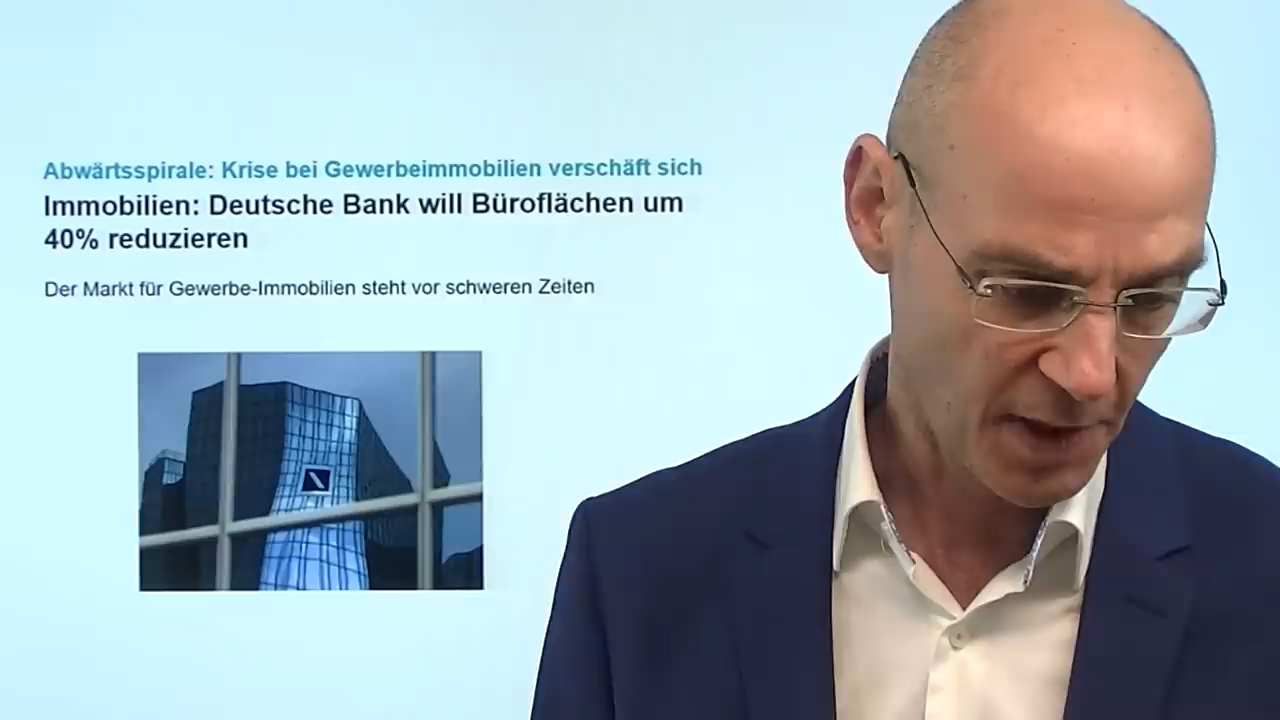 Abwärtsspirale: Krise bei Gewerbeimmobilien verschäft sich
Immobilien: Deutsche Bank will Büroflächen um
40% reduzieren
Der Markt für Gewerbe-Immobilien steht vor schweren Zeiten